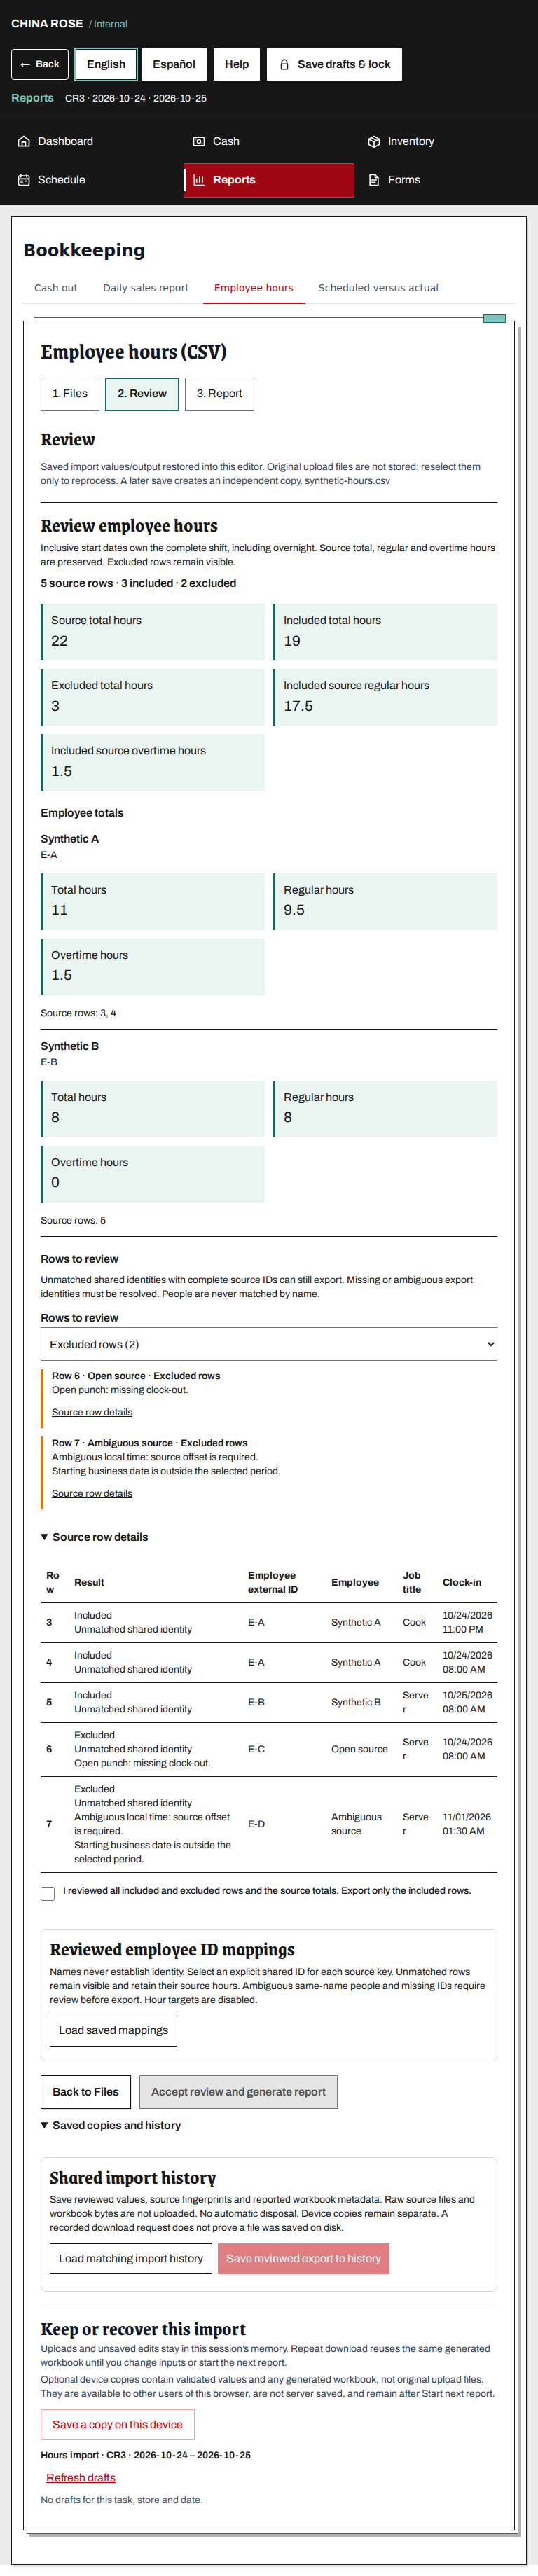 CHINA ROSE / Internal
← Back English Español Help Save drafts & lock
Reports CR3 · 2026-10-24 · 2026-10-25
Dashboard Cash Inventory
Schedule Reports Forms
Bookkeeping
Cash out Daily sales report Employee hours Scheduled versus actual
Employee hours (CSV)
1. Files 2. Review 3. Report
Review
Saved import values/output restored into this editor. Original upload files are not stored; reselect them
only to reprocess. A later save creates an independent copy. synthetic-hours.csv
Review employee hours
Inclusive start dates own the complete shift, including overnight. Source total, regular and overtime hours
are preserved. Excluded rows remain visible.
5 source rows · 3 included · 2 excluded
Source total hours Included total hours
22 19
Excluded total hours Included source regular hours
3 17.5
Included source overtime hours
1.5
Employee totals
Synthetic A
E-A
Total hours Regular hours
11 9.5
Overtime hours
1.5
Source rows: 3, 4
Synthetic B
E-B
Total hours Regular hours
8 8
Overtime hours
0
Source rows: 5
Rows to review
Unmatched shared identities with complete source IDs can still export. Missing or ambiguous export
identities must be resolved. People are never matched by name.
Rows to review
Excluded rows (2)
Row 6 · Open source · Excluded rows
Open punch: missing clock-out.
Source row details
Row 7 · Ambiguous source · Excluded rows
Ambiguous local time: source offset is required.
Starting business date is outside the selected period.
Source row details
▼ Source row details
Ro
w Result Employee
external ID Employee Job
title Clock-in
3 Included
Unmatched shared identity E-A Synthetic A Cook 10/24/2026
11:00 PM
4 Included
Unmatched shared identity E-A Synthetic A Cook 10/24/2026
08:00 AM
5 Included
Unmatched shared identity E-B Synthetic B Serve
r 10/25/2026
08:00 AM
6 Excluded
Unmatched shared identity
Open punch: missing clock-out. E-C Open source Serve
r 10/24/2026
08:00 AM
7 Excluded
Unmatched shared identity
Ambiguous local time: source offset
is required.
Starting business date is outside the
selected period. E-D Ambiguous
source Serve
r 11/01/2026
01:30 AM
I reviewed all included and excluded rows and the source totals. Export only the included rows.
Reviewed employee ID mappings
Names never establish identity. Select an explicit shared ID for each source key. Unmatched rows
remain visible and retain their source hours. Ambiguous same-name people and missing IDs require
review before export. Hour targets are disabled.
Load saved mappings
Back to Files Accept review and generate report
▼ Saved copies and history
Shared import history
Save reviewed values, source fingerprints and reported workbook metadata. Raw source files and
workbook bytes are not uploaded. No automatic disposal. Device copies remain separate. A
recorded download request does not prove a file was saved on disk.
Load matching import history Save reviewed export to history
Keep or recover this import
Uploads and unsaved edits stay in this session's memory. Repeat download reuses the same generated
workbook until you change inputs or start the next report.
Optional device copies contain validated values and any generated workbook, not original upload files.
They are available to other users of this browser, are not server saved, and remain after Start next report.
Save a copy on this device
Hours import · CR3 · 2026-10-24 – 2026-10-25
Refresh drafts
No drafts for this task, store and date.